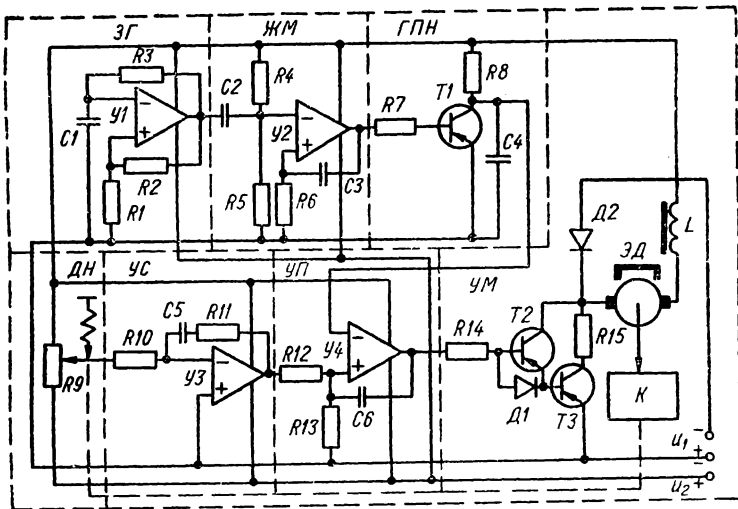 ЗГ ЖМ ГПН
R3 R4 R8
C2 T1
У1 R7
C1 У2 C4
R2 C3
R1 R5 R6 Д2 L
ДН УС УП УМ ЭД
C5 R11 T2
R10 R12 У4 R14 R15
R9 У3 C6 Д1 К
R13 T3
−
U1
+
−
U2 +
− + − + − + − +